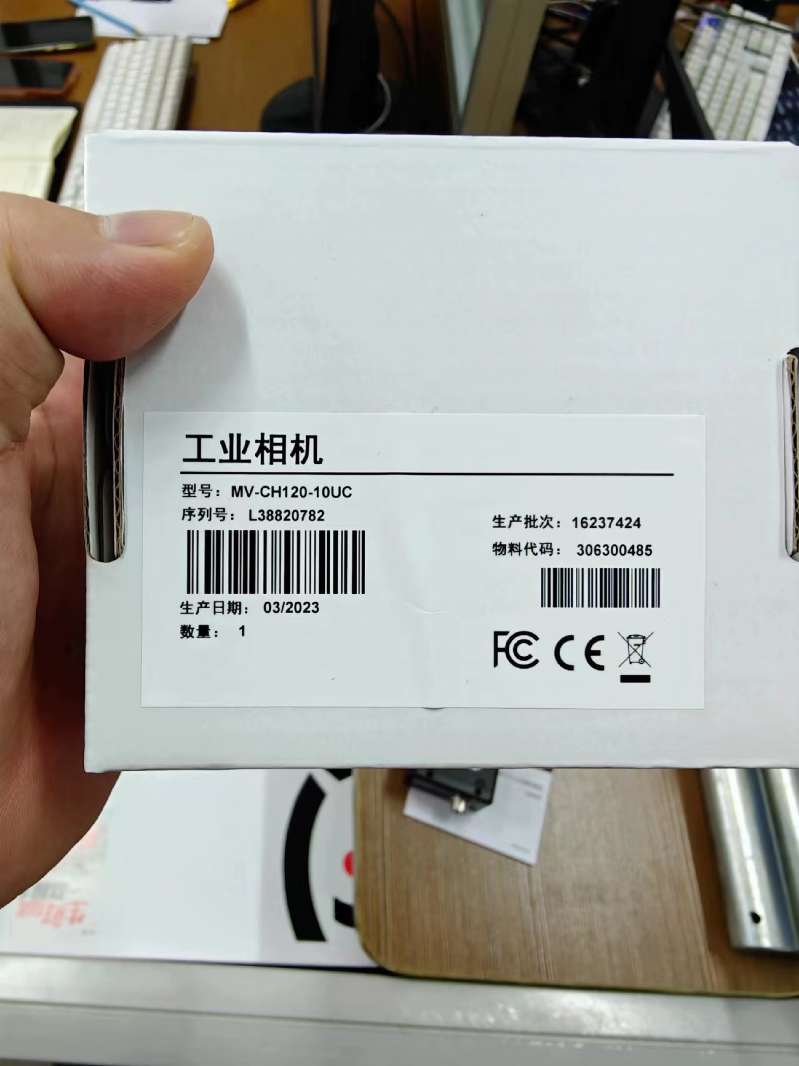 工业相机
型号：MV-CH120-10UC
序列号： L38820782
生产日期： 03/2023
数量： 1
生产批次：16237424
物料代码： 306300485
FC CE